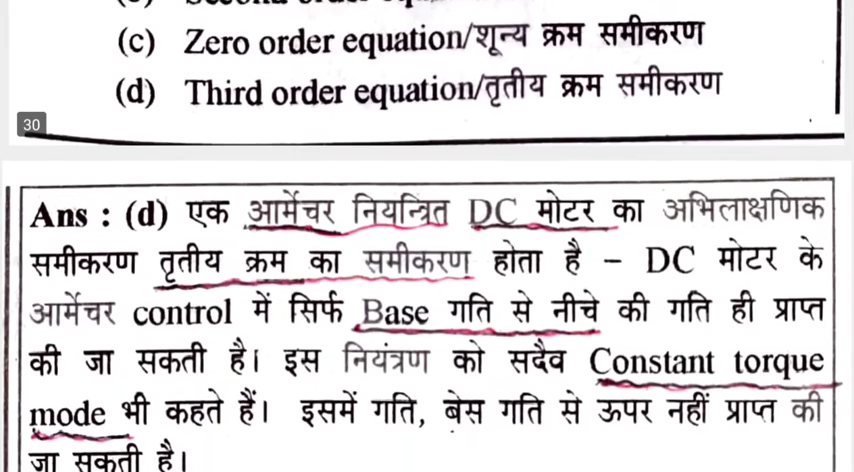 (c) Zero order equation/शून्य क्रम समीकरण
(d) Third order equation/तृतीय क्रम समीकरण
30
Ans : (d) एक आर्मेचर नियन्त्रित DC मोटर का अभिलाक्षणिक
समीकरण तृतीय क्रम का समीकरण होता है – DC मोटर के
आर्मेचर control में सिर्फ Base गति से नीचे की गति ही प्राप्त
की जा सकती है। इस नियंत्रण को सदैव Constant torque
mode भी कहते हैं। इसमें गति, बेस गति से ऊपर नहीं प्राप्त की
जा सकती है।